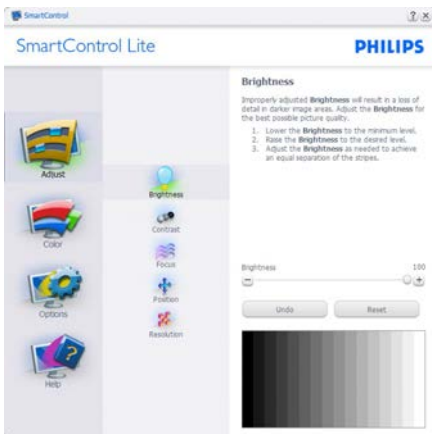 SmartControl
SmartControl Lite
PHILIPS
Adjust
Color
Options
Help
Brightness
Contrast
Focus
Position
Resolution
Brightness
Improperly adjusted Brightness will result in a loss of
detail in darker image areas. Adjust the Brightness for
the best possible picture quality.
1. Lower the Brightness to the minimum level.
2. Raise the Brightness to the desired level.
3. Adjust the Brightness as needed to achieve
an equal separation of the stripes.
Brightness 100
Undo Reset